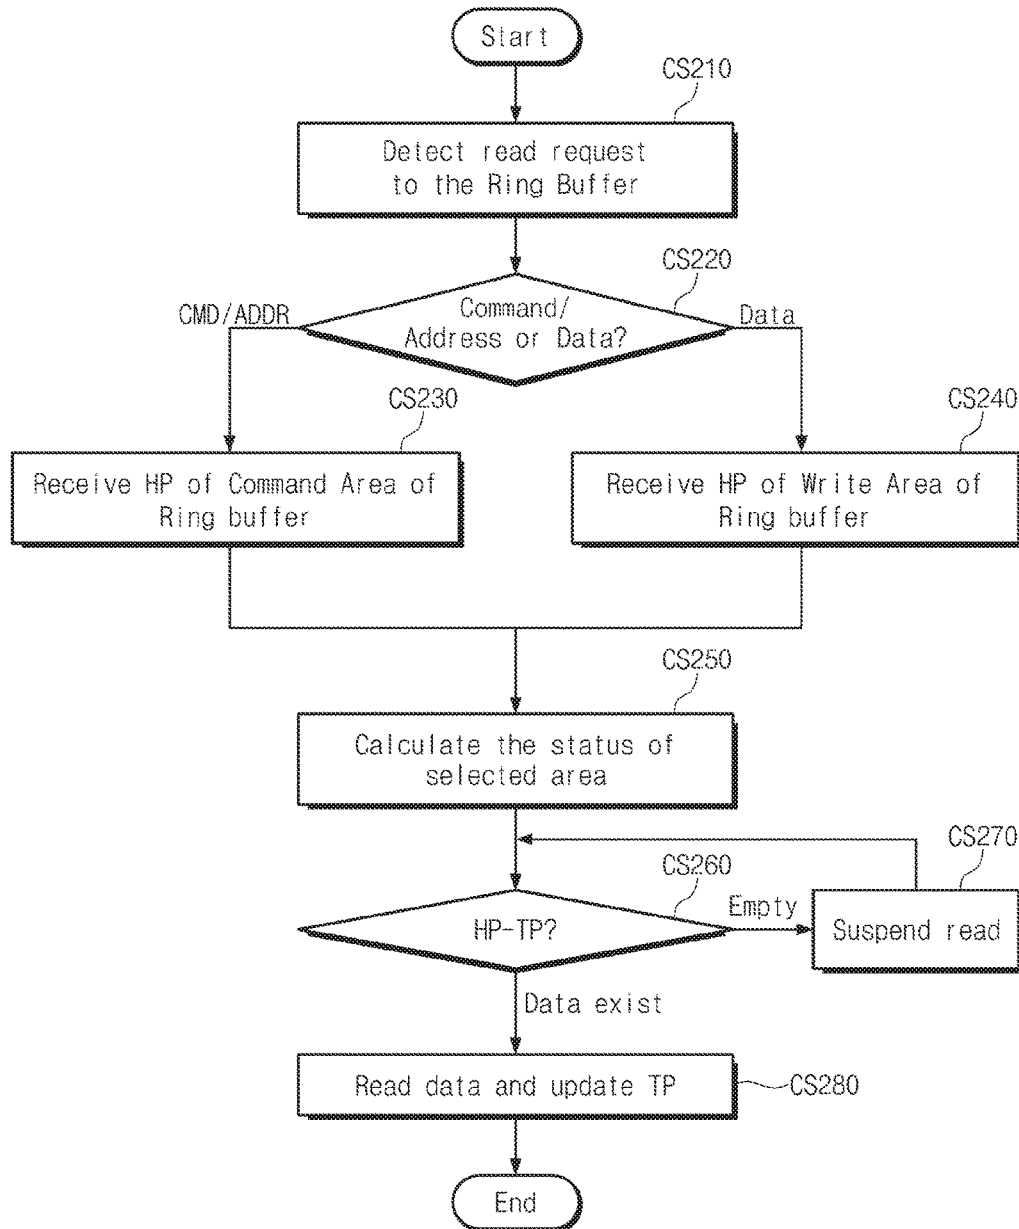 Start
CS210
Detect read request
to the Ring Buffer
CS220
CMD/ADDR
Command/
Address or Data?
Data
CS230
CS240
Receive HP of Command Area of
Ring buffer
Receive HP of Write Area of
Ring buffer
CS250
Calculate the status of
selected area
CS270
CS260
HP-TP?
Empty
Suspend read
Data exist
Read data and update TP
CS280
End